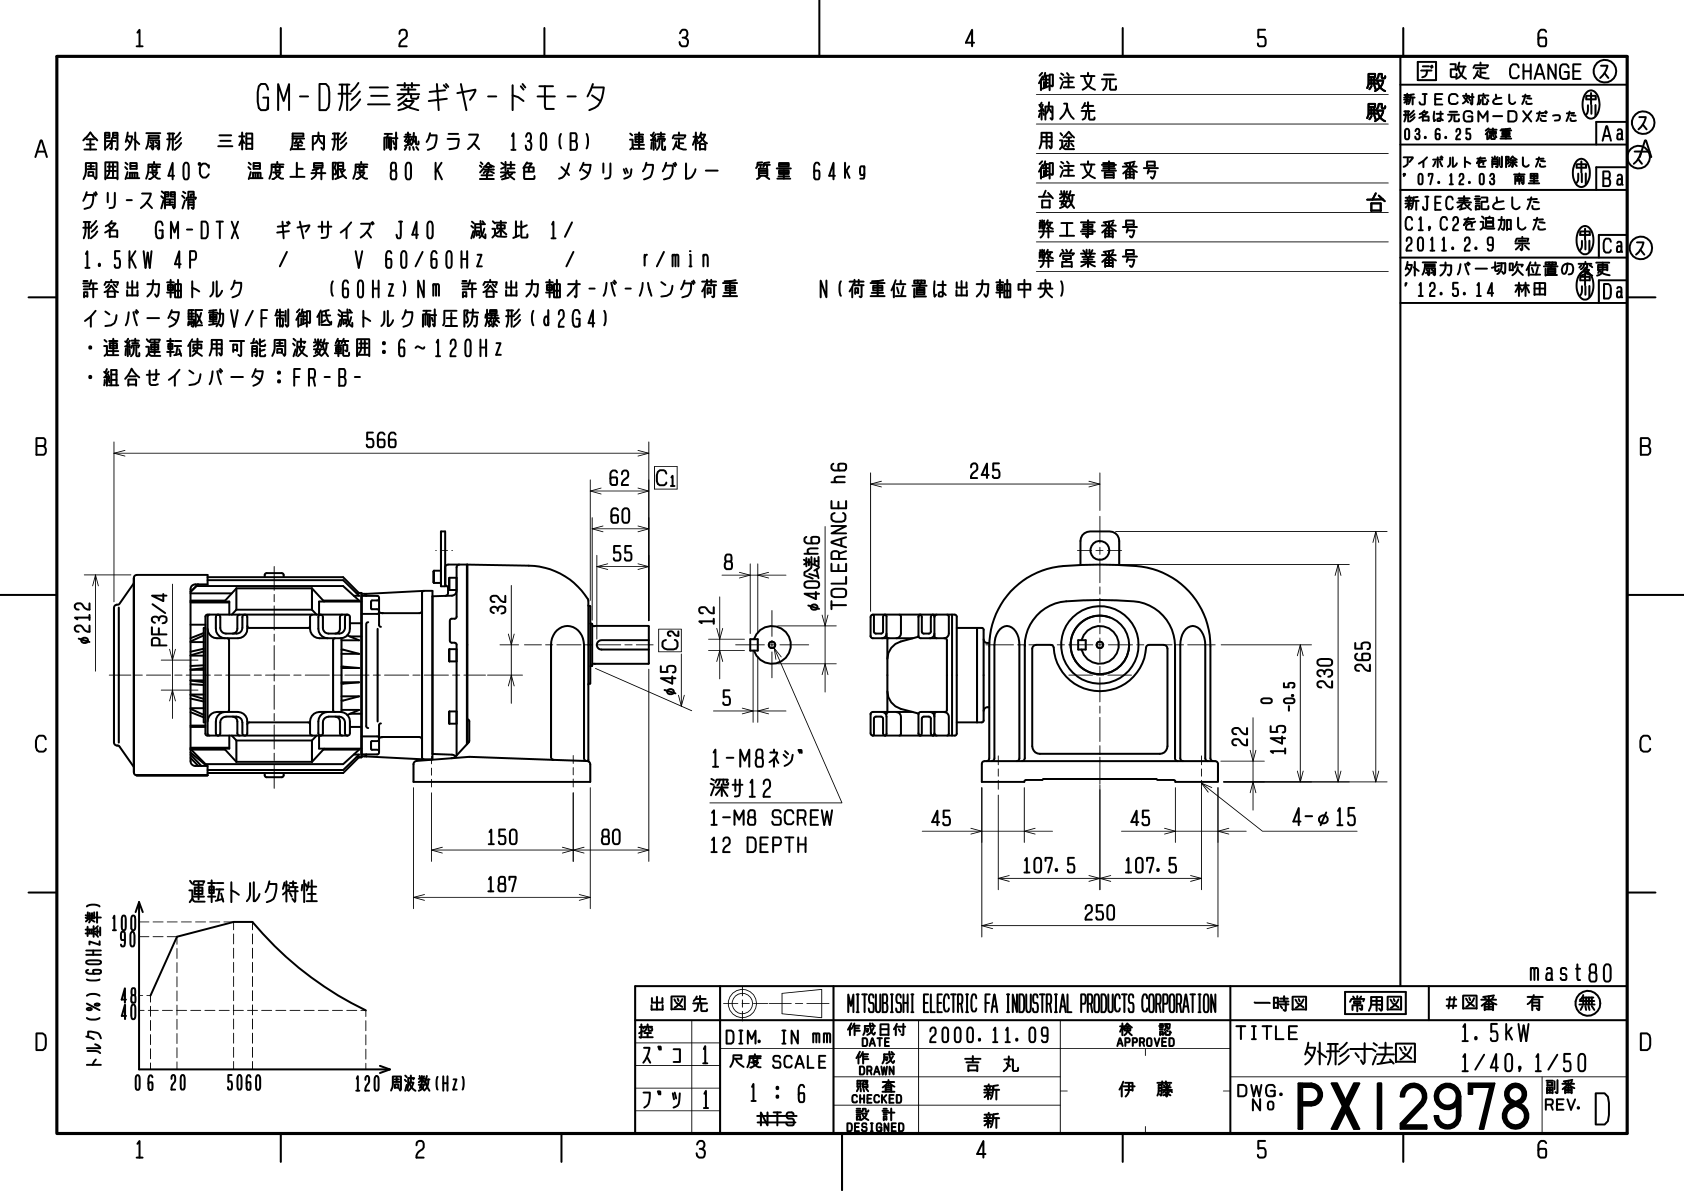 1 2 3 4 5 6
A B C D
GM-D形三菱ギヤードモータ
全閉外扇形 三相 屋内形 耐熱クラス 130(B) 連続定格
周囲温度40℃ 温度上昇限度 80 K 塗装色 メタリックグレー 質量 64kg
グリース潤滑
形名 GM-DTX ギヤサイズ J40 減速比 1/
1.5KW 4P / V 60/60Hz / r/min
許容出力軸トルク (60Hz)Nm 許容出力軸オーバーハング荷重 N(荷重位置は出力軸中央)
インバータ駆動V/F制御低減トルク耐圧防爆形(d2G4)
・連続運転使用可能周波数範囲：6～120Hz
・組合せインバータ：FR-B-
御注文元 殿
納入先 殿
用途
御注文書番号
台数 台
弊工事番号
弊営業番号
デ 改定 CHANGE ス
新JEC対応とした
形名は元GM-DXだった
03.6.25 徳重 Aa ス
アイボルトを削除した
'07.12.03 南里 Ba ス
新JEC表記とした
C1,C2を追加した
2011.2.9 宗 Ca ス
外扇カバー切吹位置の変更
'12.5.14 林田 Da
566
62 C1
60
55
32
φ212
PF3/4
C2
φ45
150 80
187
8
12
5
φ40公差h6
TOLERANCE h6
1-M8ネジ
深サ12
1-M8 SCREW
12 DEPTH
245
265
230
145 0 -0.5
22
45 45
4-φ15
107.5 107.5
250
運転トルク特性
トルク(%)(60Hz基準)
100
90
48
40
0 6 20 50 60 120 周波数(Hz)
mast80
出図先
控
ズコ 1
ブツ 1
DIM. IN mm
尺度 SCALE
1 : 6
NTS
MITSUBISHI ELECTRIC FA INDUSTRIAL PRODUCTS CORPORATION
作成日付 DATE 2000.11.09
作成 DRAWN 吉丸
照査 CHECKED 新
設計 DESIGNED 新
検認 APPROVED
伊藤
一時図 常用図 #図番 有 無
TITLE 外形寸法図
1.5kW
1/40,1/50
DWG. No PX12978
副番 REV. D
A B C D
1 2 3 4 5 6